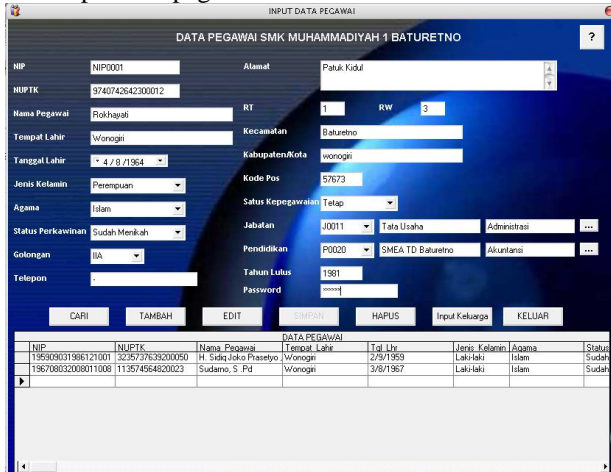 INPUT DATA PEGAWAI
DATA PEGAWAI SMK MUHAMMADIYAH 1 BATURETNO
?
NIP NIP0001
NUPTK 9740742642300012
Nama Pegawai Rokhayati
Tempat Lahir Wonogiri
Tanggal Lahir 4 / 8 /1964
Jenis Kelamin Perempuan
Agama Islam
Status Perkawinan Sudah Menikah
Golongan IIA
Telepon -
Alamat Patuk Kidul
RT 1 RW 3
Kecamatan Baturetno
Kabupaten/Kota wonogiri
Kode Pos 57673
Satus Kepegawaian Tetap
Jabatan J0011 Tata Usaha Administrasi ...
Pendidikan P0020 SMEA TD Baturetno Akuntansi ...
Tahun Lulus 1981
Password ×××××
CARI TAMBAH EDIT SIMPAN HAPUS Input Keluarga KELUAR
DATA PEGAWAI
NIP NUPTK Nama Pegawai Tempat Lahir Tgl_Lhr Jenis Kelamin Agama Status
195909031986121001 3235737639200050 H. Sidiq Joko Prasetyo , Wonogiri 2/9/1959 Laki-laki Islam Sudah
196708032008011008 113574564820023 Sudarno, S .Pd Wonogiri 3/8/1967 Laki-laki Islam Sudah